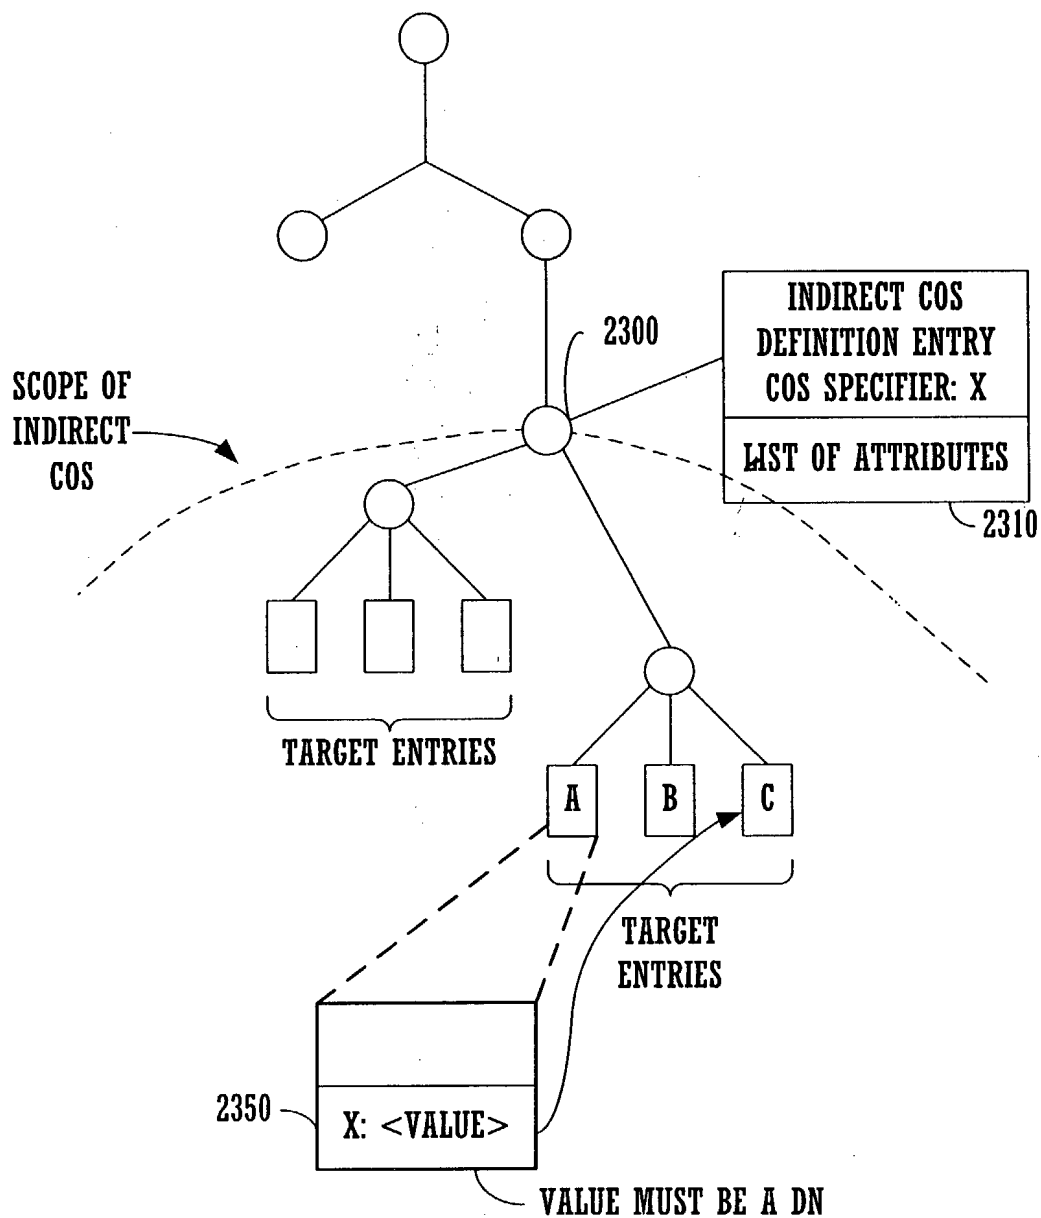 INDIRECT COS
DEFINITION ENTRY
COS SPECIFIER: X
LIST OF ATTRIBUTES
2300
2310
SCOPE OF
INDIRECT
COS
TARGET ENTRIES
A
B
C
TARGET
ENTRIES
2350
X: <VALUE>
VALUE MUST BE A DN